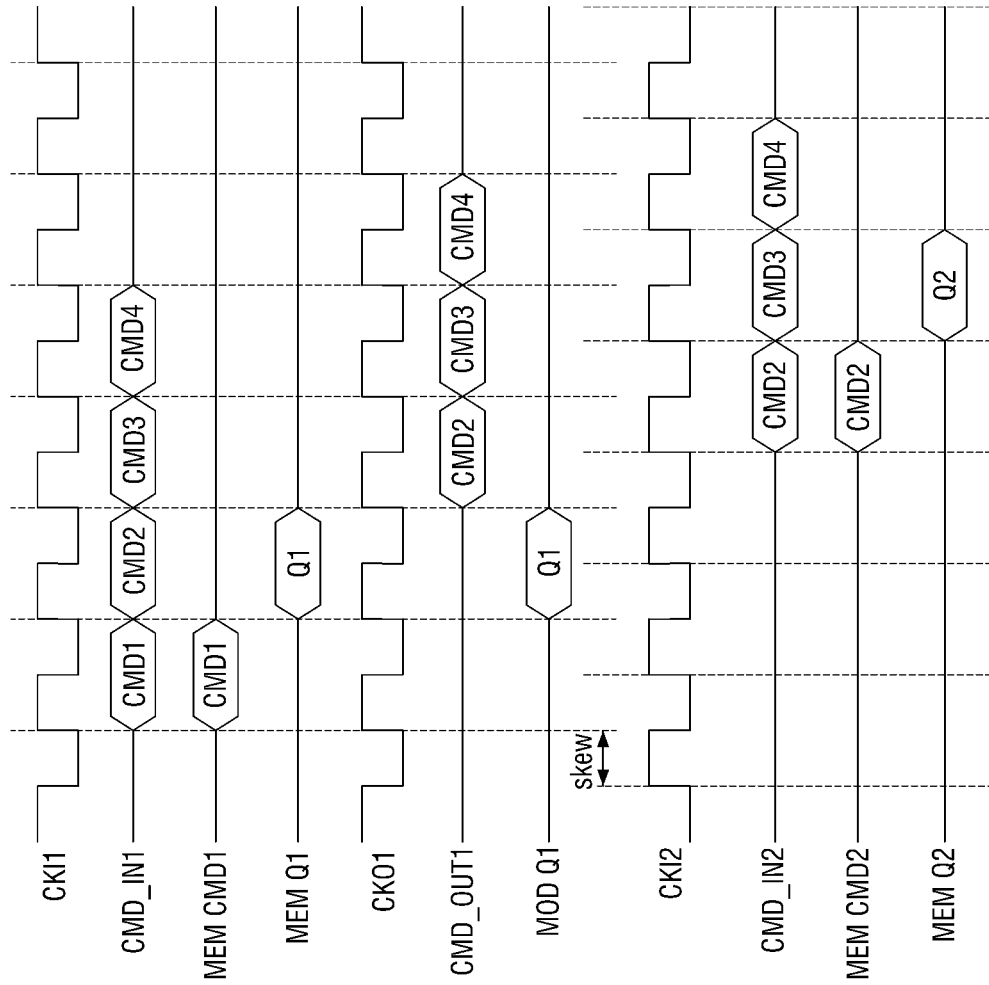 CKI1
CMD_IN1 CMD1 CMD2 CMD3 CMD4
MEM CMD1 CMD1
MEM Q1 Q1
CKO1
CMD_OUT1 CMD2 CMD3 CMD4
MOD Q1 Q1
skew
CKI2
CMD_IN2 CMD2 CMD3 CMD4
MEM CMD2 CMD2
MEM Q2 Q2